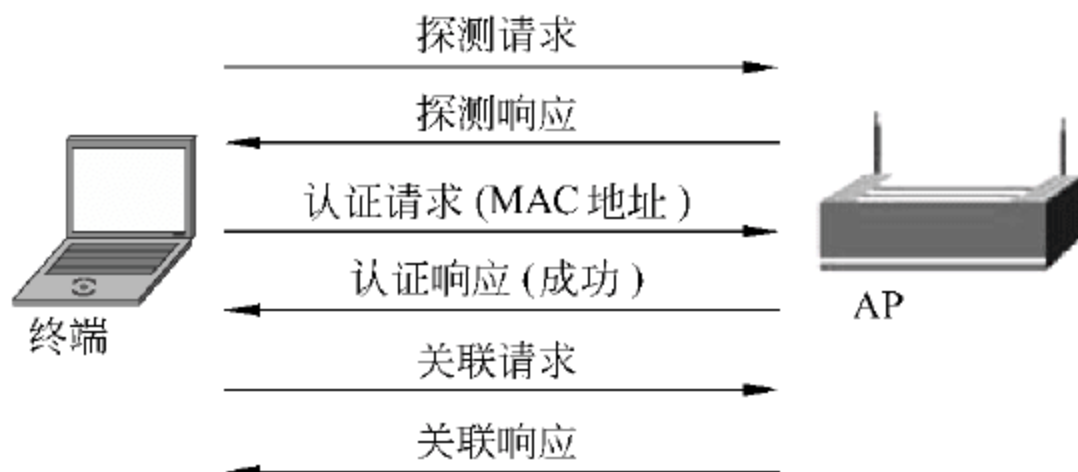 探测请求
探测响应
认证请求 (MAC 地址 )
认证响应 (成功 )
终端
AP
关联请求
关联响应